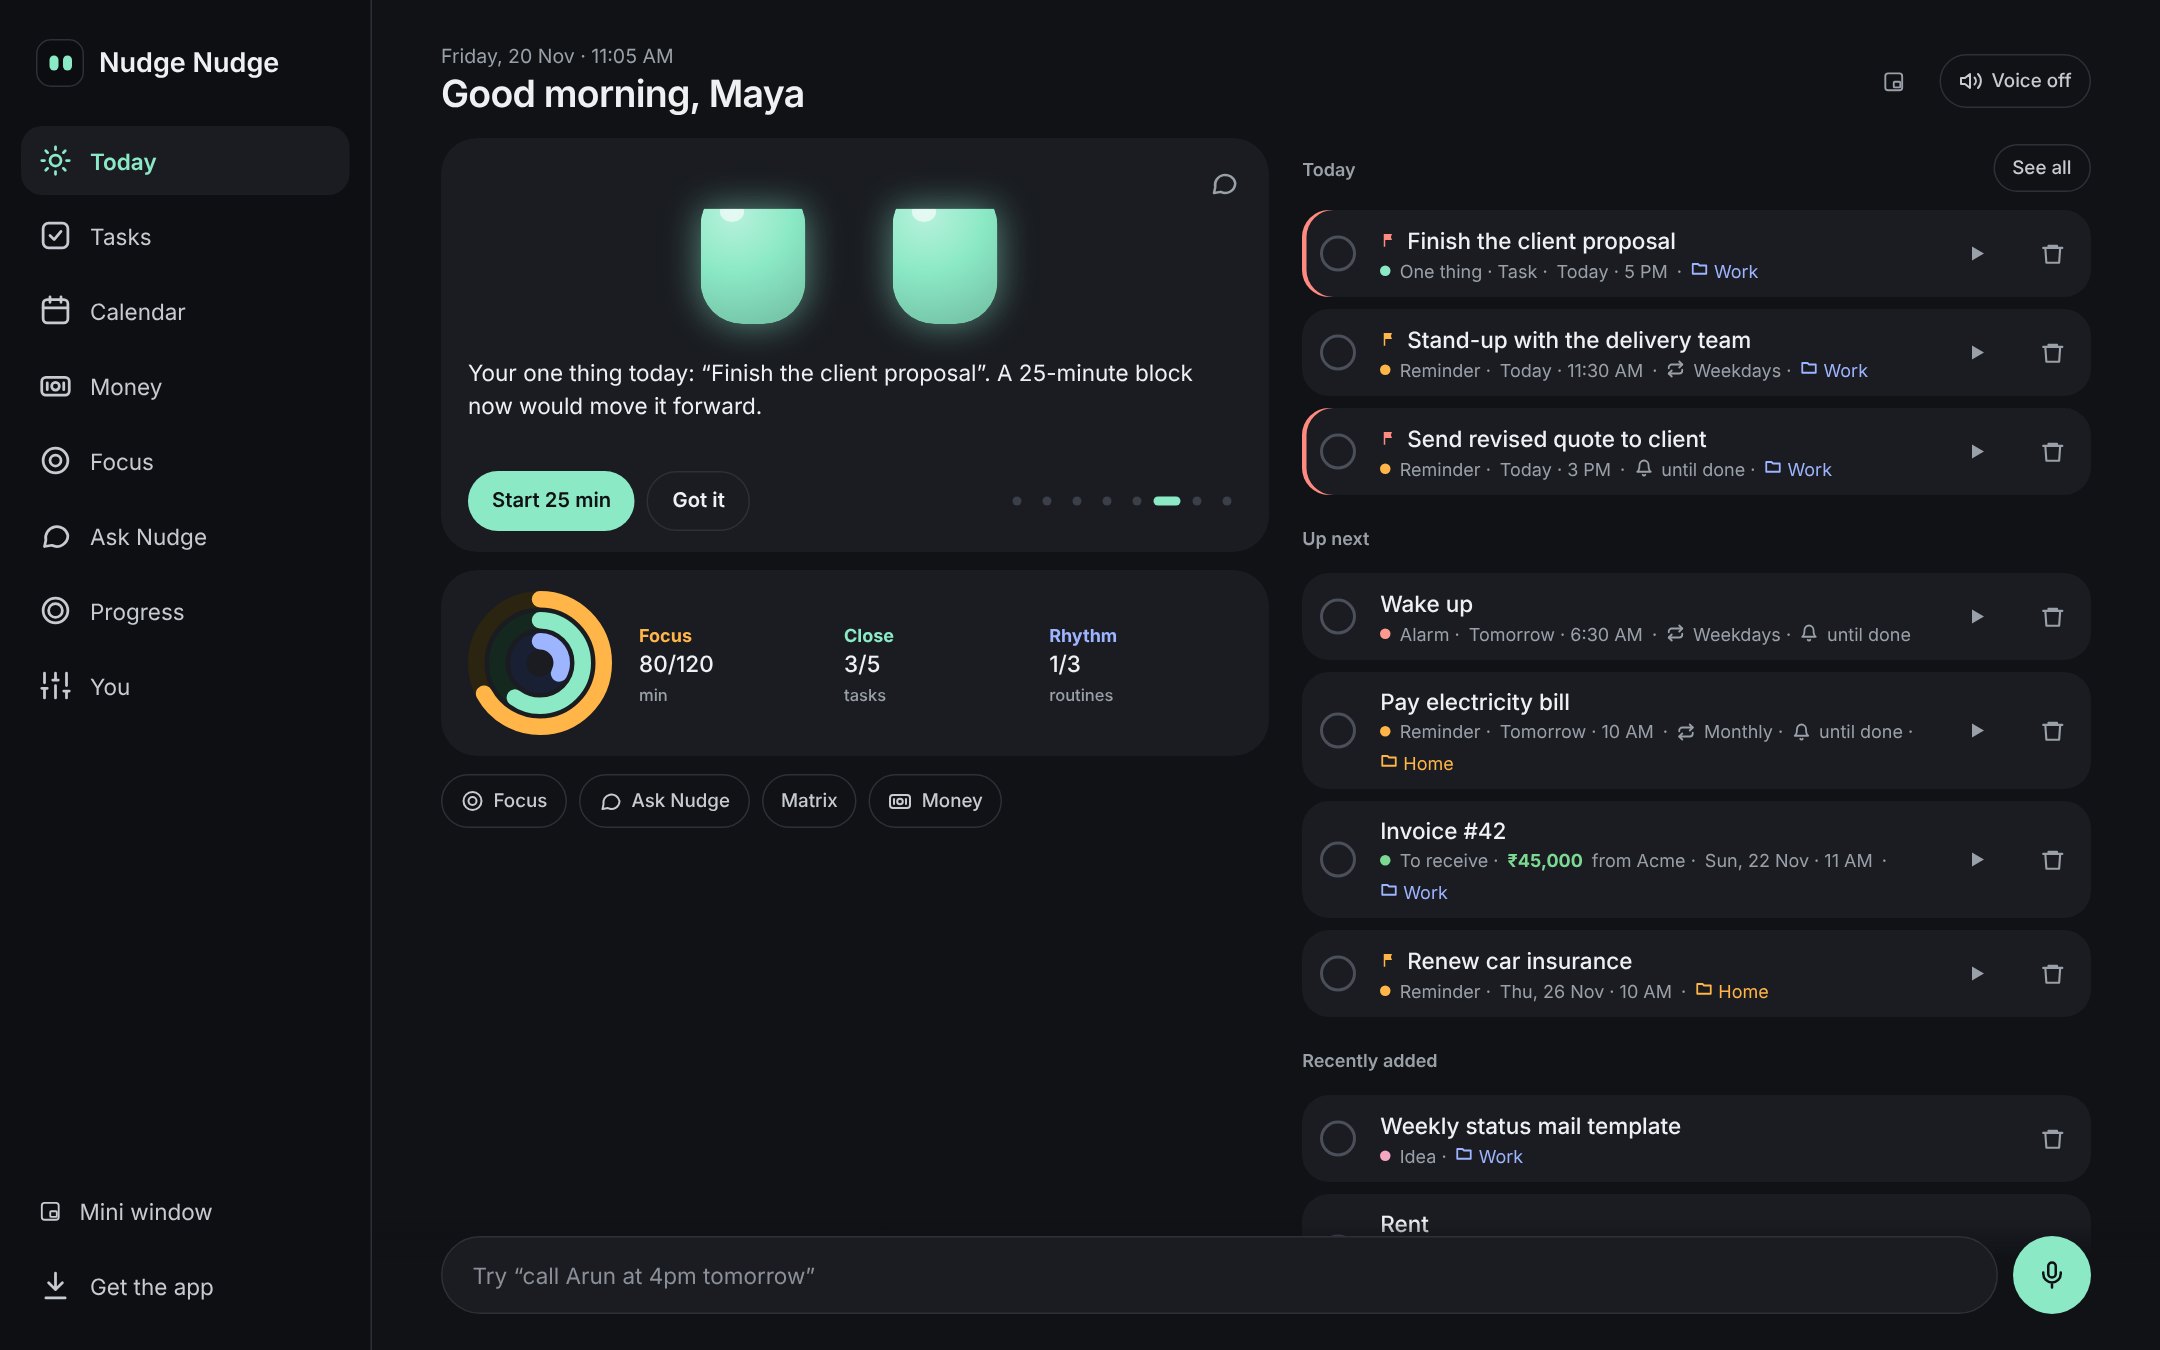 Nudge Nudge
Today
Tasks
Calendar
Money
Focus
Ask Nudge
Progress
You
Mini window
Get the app
Friday, 20 Nov · 11:05 AM
Good morning, Maya
Voice off
Your one thing today: “Finish the client proposal”. A 25-minute block
now would move it forward.
Start 25 min
Got it
Focus
80/120
min
Close
3/5
tasks
Rhythm
1/3
routines
Focus
Ask Nudge
Matrix
Money
Today
See all
Finish the client proposal
One thing · Task · Today · 5 PM · Work
Stand-up with the delivery team
Reminder · Today · 11:30 AM · Weekdays · Work
Send revised quote to client
Reminder · Today · 3 PM · until done · Work
Up next
Wake up
Alarm · Tomorrow · 6:30 AM · Weekdays · until done
Pay electricity bill
Reminder · Tomorrow · 10 AM · Monthly · until done ·
Home
Invoice #42
To receive · ₹45,000 from Acme · Sun, 22 Nov · 11 AM ·
Work
Renew car insurance
Reminder · Thu, 26 Nov · 10 AM · Home
Recently added
Weekly status mail template
Idea · Work
Rent
Try “call Arun at 4pm tomorrow”